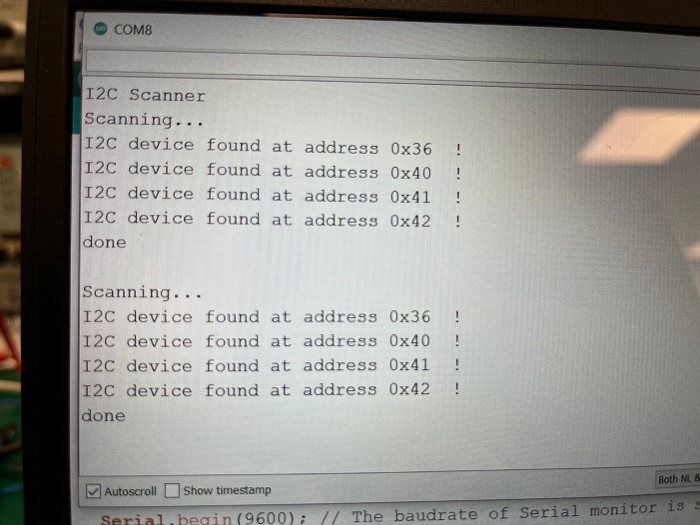 COM8
I2C Scanner
Scanning...
I2C device found at address 0x36  !
I2C device found at address 0x40  !
I2C device found at address 0x41  !
I2C device found at address 0x42  !
done
Scanning...
I2C device found at address 0x36  !
I2C device found at address 0x40  !
I2C device found at address 0x41  !
I2C device found at address 0x42  !
done
Autoscroll Show timestamp
Both NL &
Serial.begin(9600); // The baudrate of Serial monitor is